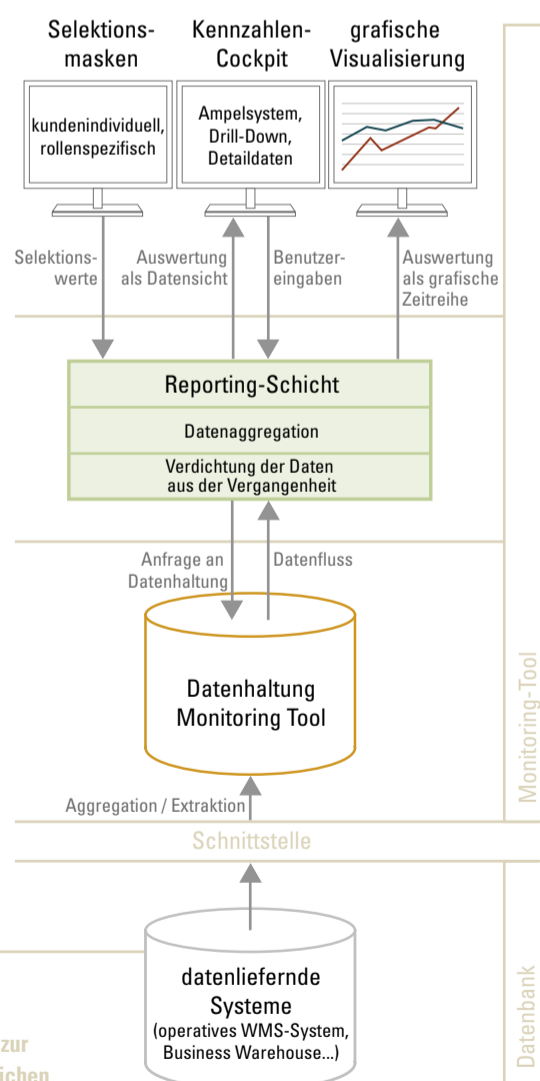 Selektions-
masken
Kennzahlen-
Cockpit
grafische
Visualisierung
kundenindividuell,
rollenspezifisch
Ampelsystem,
Drill-Down,
Detaildaten
Selektions-
werte
Auswertung
als Datensicht
Benutzer-
eingaben
Auswertung
als grafische
Zeitreihe
Reporting-Schicht
Datenaggregation
Verdichtung der Daten
aus der Vergangenheit
Anfrage an
Datenhaltung
Datenfluss
Datenhaltung
Monitoring Tool
Monitoring-Tool
Aggregation / Extraktion
Schnittstelle
datenliefernde
Systeme
(operatives WMS-System,
Business Warehouse...)
Datenbank
zur
ichen